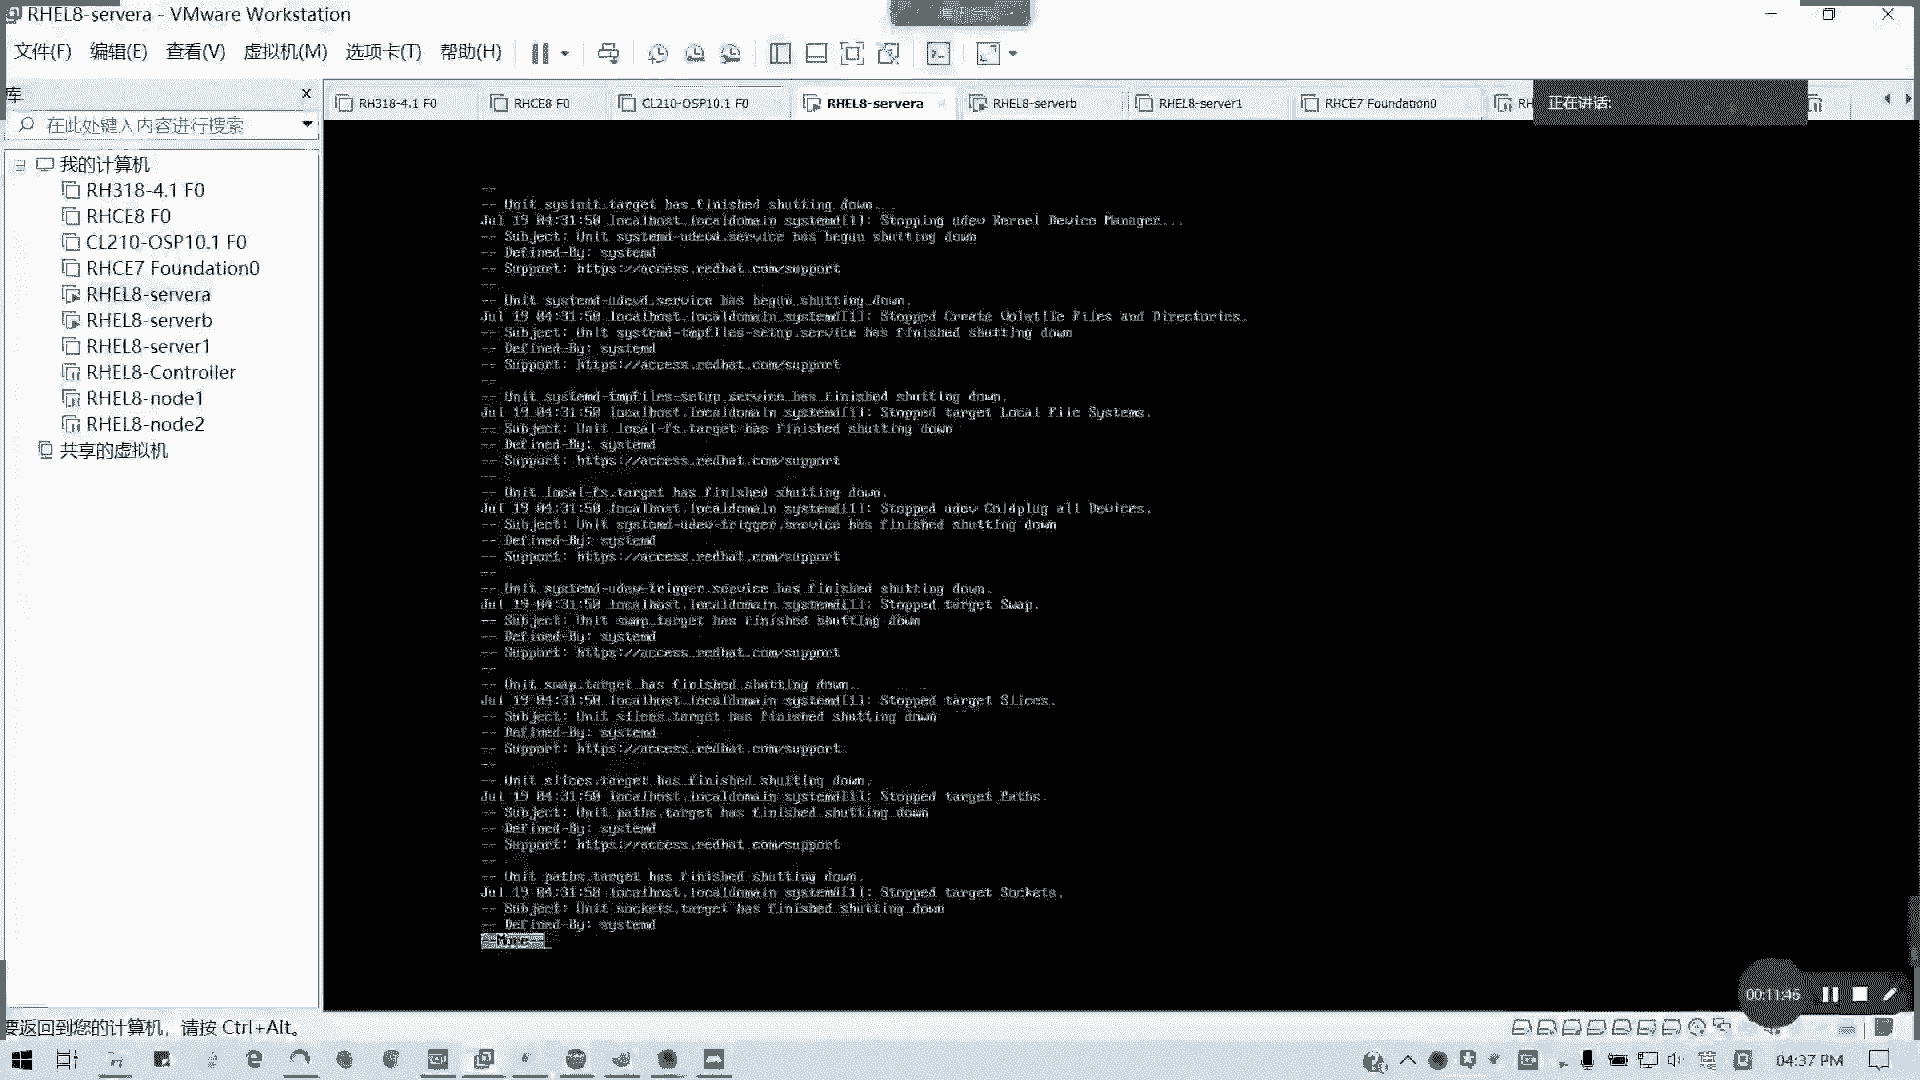 RHEL8-servera - VMware Workstation
文件(F) 编辑(E) 查看(V) 虚拟机(M) 选项卡(T) 帮助(H)
库
在此处键入内容进行搜索
我的计算机
RH318-4.1 F0
RHCE8 F0
CL210-OSP10.1 F0
RHCE7 Foundation0
RHEL8-servera
RHEL8-serverb
RHEL8-server1
RHEL8-Controller
RHEL8-node1
RHEL8-node2
共享的虚拟机
RH318-4.1 F0 RHCE8 F0 CL210-OSP10.1 F0 RHEL8-servera RHEL8-serverb RHEL8-server1 RHCE7 Foundation0 RH
正在讲话:
--
-- Unit sysinit.target has finished shutting down.
Jul 19 04:31:50 localhost.localdomain systemd[1]: Stopping udev Kernel Device Manager...
-- Subject: Unit systemd-udevd.service has begun shutting down
-- Defined-By: systemd
-- Support: https://access.redhat.com/support
--
-- Unit systemd-udevd.service has begun shutting down.
Jul 19 04:31:50 localhost.localdomain systemd[1]: Stopped Create Volatile Files and Directories.
-- Subject: Unit systemd-tmpfiles-setup.service has finished shutting down
-- Defined-By: systemd
-- Support: https://access.redhat.com/support
--
-- Unit systemd-tmpfiles-setup.service has finished shutting down.
Jul 19 04:31:50 localhost.localdomain systemd[1]: Stopped target Local File Systems.
-- Subject: Unit local-fs.target has finished shutting down
-- Defined-By: systemd
-- Support: https://access.redhat.com/support
--
-- Unit local-fs.target has finished shutting down.
Jul 19 04:31:50 localhost.localdomain systemd[1]: Stopped udev Coldplug all Devices.
-- Subject: Unit systemd-udev-trigger.service has finished shutting down
-- Defined-By: systemd
-- Support: https://access.redhat.com/support
--
-- Unit systemd-udev-trigger.service has finished shutting down.
Jul 19 04:31:50 localhost.localdomain systemd[1]: Stopped target Swap.
-- Subject: Unit swap.target has finished shutting down
-- Defined-By: systemd
-- Support: https://access.redhat.com/support
--
-- Unit swap.target has finished shutting down.
Jul 19 04:31:50 localhost.localdomain systemd[1]: Stopped target Slices.
-- Subject: Unit slices.target has finished shutting down
-- Defined-By: systemd
-- Support: https://access.redhat.com/support
--
-- Unit slices.target has finished shutting down.
Jul 19 04:31:50 localhost.localdomain systemd[1]: Stopped target Paths.
-- Subject: Unit paths.target has finished shutting down
-- Defined-By: systemd
-- Support: https://access.redhat.com/support
--
-- Unit paths.target has finished shutting down.
Jul 19 04:31:50 localhost.localdomain systemd[1]: Stopped target Sockets.
-- Subject: Unit sockets.target has finished shutting down
-- Defined-By: systemd
--More--
00:11:46
要返回到您的计算机，请按 Ctrl+Alt。
04:37 PM